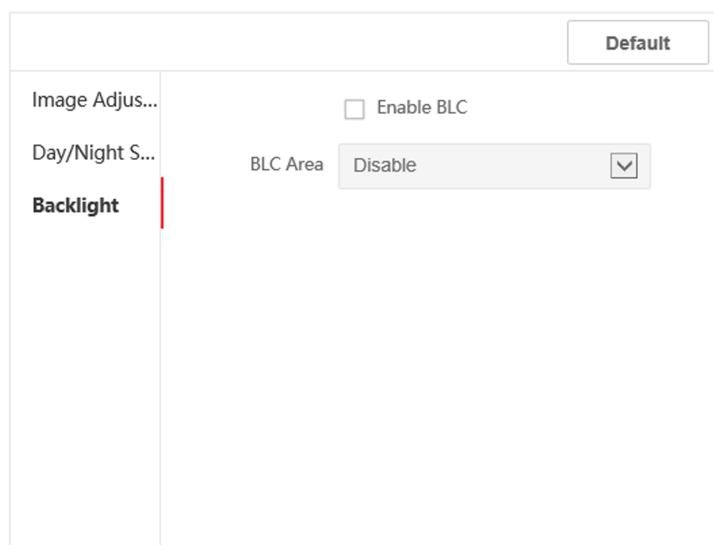 Default
Image Adjus...
Enable BLC
Day/Night S...
BLC Area Disable
Backlight